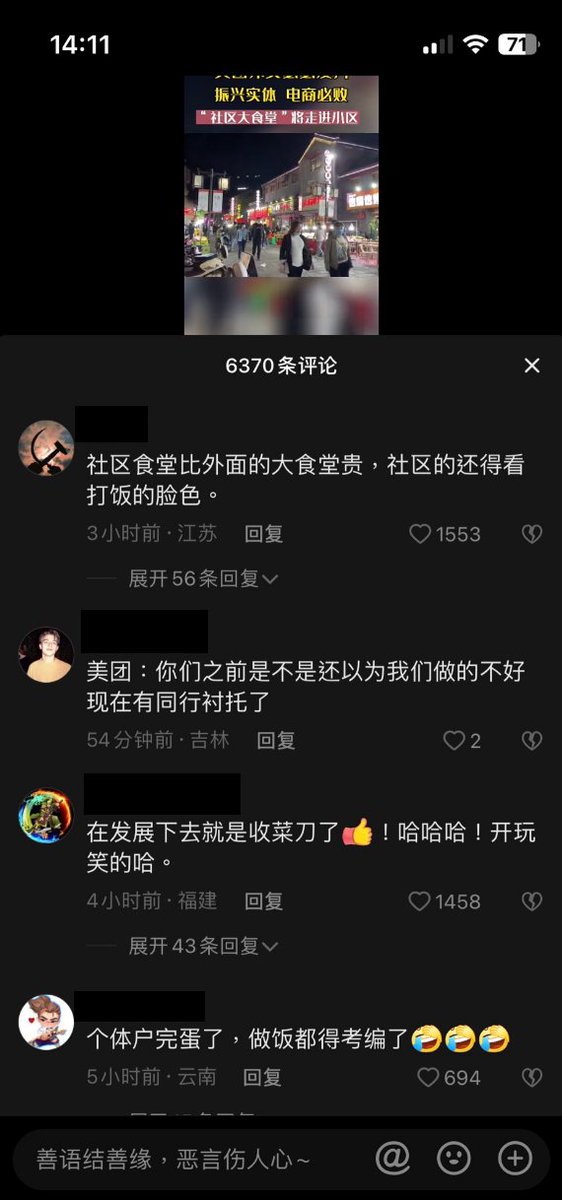 14:11
71
振兴实体 电商必败
“社区大食堂”将走进小区
6370条评论
社区食堂比外面的大食堂贵，社区的还得看
打饭的脸色。
3小时前·江苏 回复 1553
展开56条回复
美团：你们之前是不是还以为我们做的不好
现在有同行衬托了
54分钟前·吉林 回复 2
在发展下去就是收菜刀了👍！哈哈哈！开玩
笑的哈。
4小时前·福建 回复 1458
展开43条回复
个体户完蛋了，做饭都得考编了🤣🤣🤣
5小时前·云南 回复 694
善语结善缘，恶言伤人心~